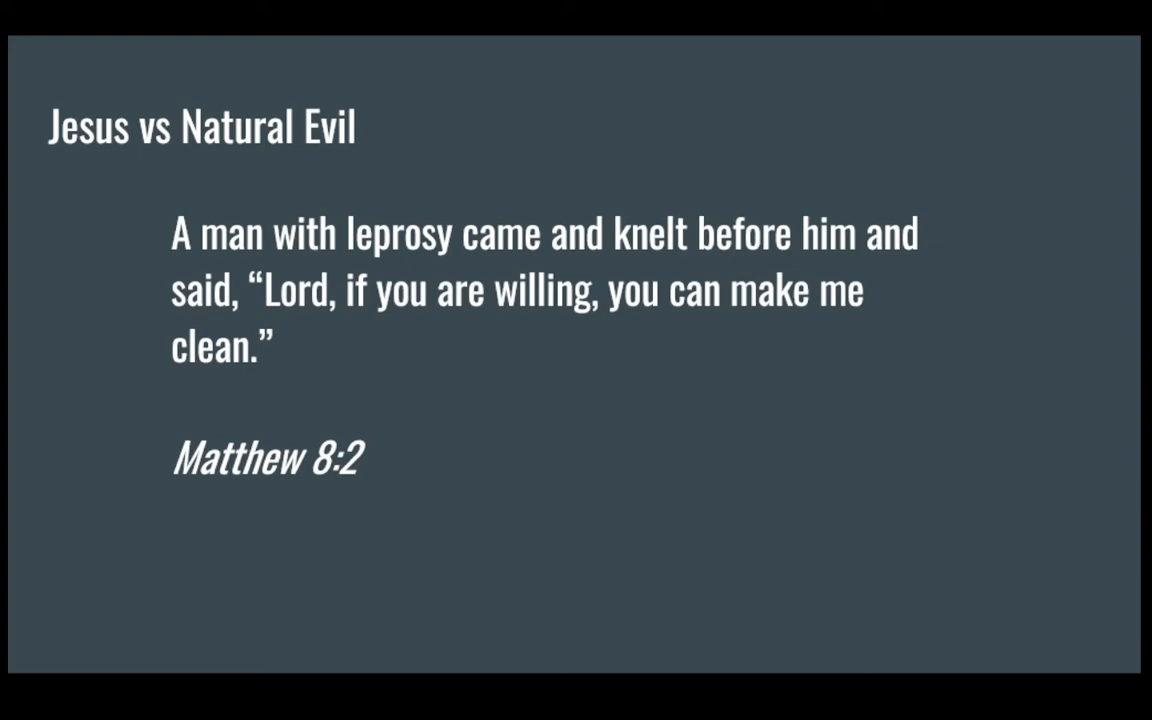 Jesus vs Natural Evil
A man with leprosy came and knelt before him and
said, “Lord, if you are willing, you can make me
clean.”
Matthew 8:2